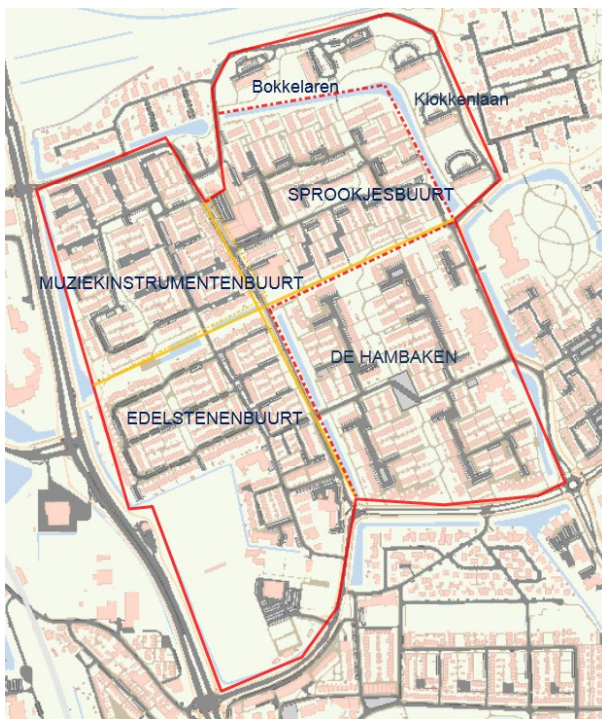 Bokkelaren
Klokkenlaan
SPROOKJESBUURT
MUZIEKINSTRUMENTENBUURT
DE HAMBAKEN
EDELSTENENBUURT